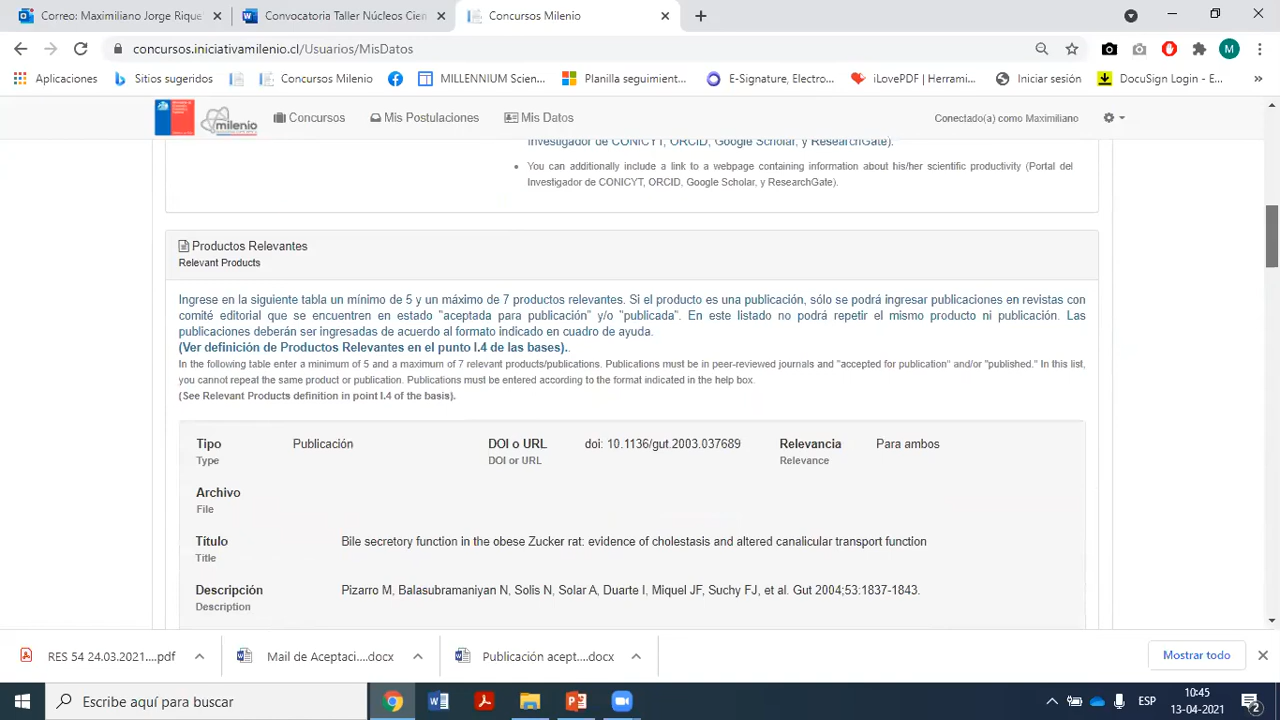 Correo: Maximiliano Jorge Rique
Convocatoria Taller Núcleos Cien
Concursos Milenio
concursos.iniciativamilenio.cl/Usuarios/MisDatos
M
Aplicaciones
Sitios sugeridos
Concursos Milenio
MILLENNIUM Scien...
Planilla seguimient...
E-Signature, Electro...
iLovePDF | Herrami...
Iniciar sesión
DocuSign Login - E...
»
milenio
Concursos
Mis Postulaciones
Mis Datos
Conectado(a) como Maximiliano
Investigador de CONICYT, ORCID, Google Scholar, y ResearchGate).
• You can additionally include a link to a webpage containing information about his/her scientific productivity (Portal del
Investigador de CONICYT, ORCID, Google Scholar, y ResearchGate).
Productos Relevantes
Relevant Products
Ingrese en la siguiente tabla un mínimo de 5 y un máximo de 7 productos relevantes. Si el producto es una publicación, sólo se podrá ingresar publicaciones en revistas con
comité editorial que se encuentren en estado "aceptada para publicación" y/o "publicada". En este listado no podrá repetir el mismo producto ni publicación. Las
publicaciones deberán ser ingresadas de acuerdo al formato indicado en cuadro de ayuda.
(Ver definición de Productos Relevantes en el punto I.4 de las bases)..
In the following table enter a minimum of 5 and a maximum of 7 relevant products/publications. Publications must be in peer-reviewed journals and "accepted for publication" and/or "published." In this list,
you cannot repeat the same product or publication. Publications must be entered according to the format indicated in the help box.
(See Relevant Products definition in point I.4 of the basis).
Tipo Publicación DOI o URL doi: 10.1136/gut.2003.037689 Relevancia Para ambos
Type DOI or URL Relevance
Archivo
File
Título Bile secretory function in the obese Zucker rat: evidence of cholestasis and altered canalicular transport function
Title
Descripción Pizarro M, Balasubramaniyan N, Solis N, Solar A, Duarte I, Miquel JF, Suchy FJ, et al. Gut 2004;53:1837-1843.
Description
RES 54 24.03.2021....pdf
Mail de Aceptaci....docx
Publicación acept....docx
Mostrar todo
Escribe aquí para buscar
ESP
10:45
13-04-2021
2